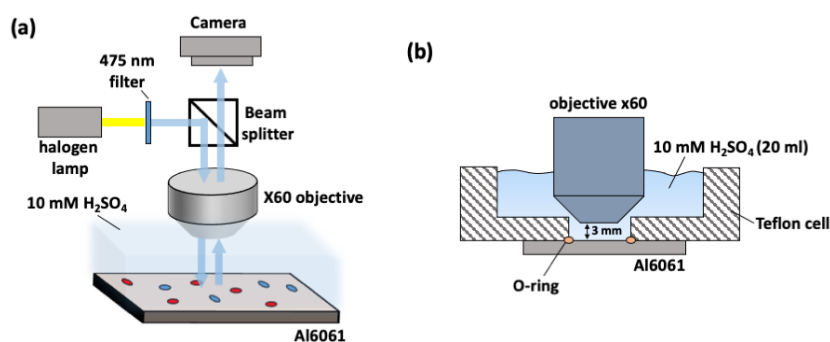 (a)
Camera
475 nm
filter
Beam
splitter
halogen
lamp
10 mM H₂SO₄
X60 objective
Al6061
(b)
objective x60
10 mM H₂SO₄ (20 ml)
3 mm
Teflon cell
Al6061
O-ring